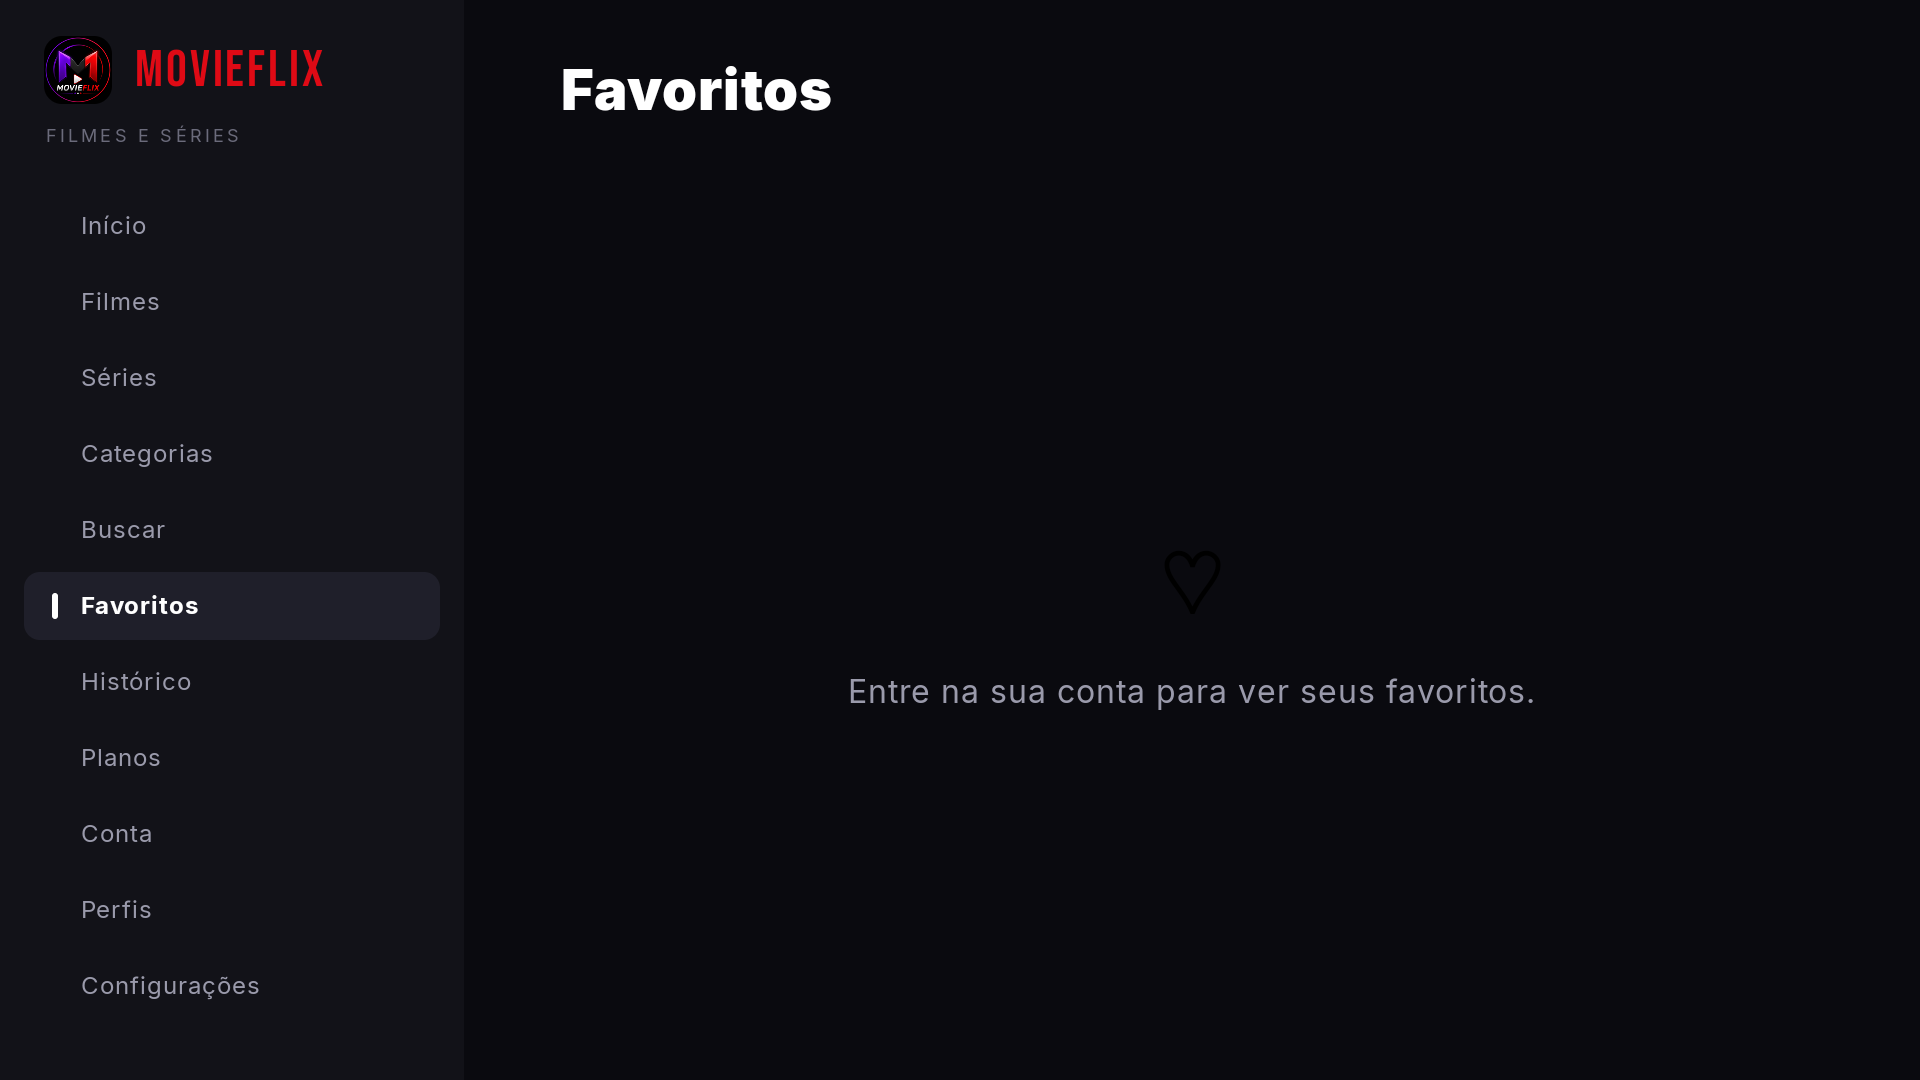 MOVIEFLIX
MOVIEFLIX
FILMES E SÉRIES
Início
Filmes
Séries
Categorias
Buscar
Favoritos
Histórico
Planos
Conta
Perfis
Configurações
Favoritos
Entre na sua conta para ver seus favoritos.